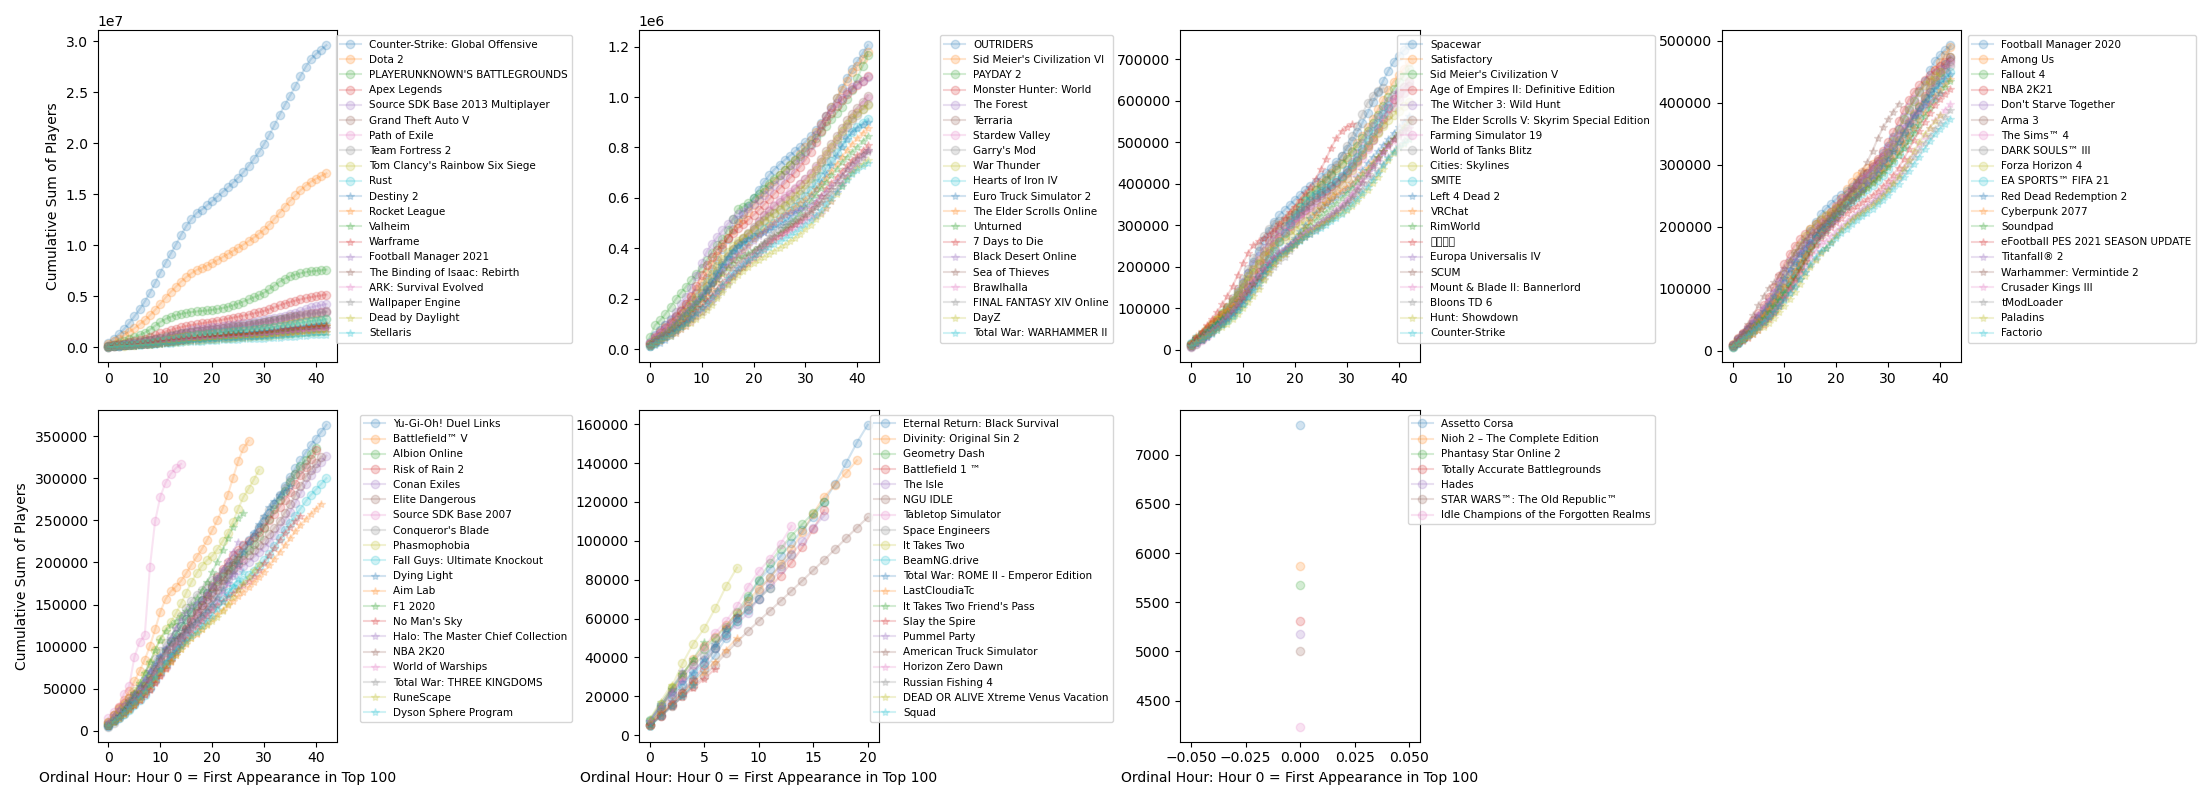 1e7
3.0
2.5
2.0
1.5
1.0
0.5
0.0
0 10 20 30 40
Cumulative Sum of Players
Counter-Strike: Global Offensive
Dota 2
PLAYERUNKNOWN'S BATTLEGROUNDS
Apex Legends
Source SDK Base 2013 Multiplayer
Grand Theft Auto V
Path of Exile
Team Fortress 2
Tom Clancy's Rainbow Six Siege
Rust
Destiny 2
Rocket League
Valheim
Warframe
Football Manager 2021
The Binding of Isaac: Rebirth
ARK: Survival Evolved
Wallpaper Engine
Dead by Daylight
Stellaris
1e6
1.2
1.0
0.8
0.6
0.4
0.2
0.0
0 10 20 30 40
OUTRIDERS
Sid Meier's Civilization VI
PAYDAY 2
Monster Hunter: World
The Forest
Terraria
Stardew Valley
Garry's Mod
War Thunder
Hearts of Iron IV
Euro Truck Simulator 2
The Elder Scrolls Online
Unturned
7 Days to Die
Black Desert Online
Sea of Thieves
Brawlhalla
FINAL FANTASY XIV Online
DayZ
Total War: WARHAMMER II
700000
600000
500000
400000
300000
200000
100000
0
0 10 20 30 40
Spacewar
Satisfactory
Sid Meier's Civilization V
Age of Empires II: Definitive Edition
The Witcher 3: Wild Hunt
The Elder Scrolls V: Skyrim Special Edition
Farming Simulator 19
World of Tanks Blitz
Cities: Skylines
SMITE
Left 4 Dead 2
VRChat
RimWorld
Europa Universalis IV
SCUM
Mount & Blade II: Bannerlord
Bloons TD 6
Hunt: Showdown
Counter-Strike
500000
400000
300000
200000
100000
0
0 10 20 30 40
Football Manager 2020
Among Us
Fallout 4
NBA 2K21
Don't Starve Together
Arma 3
The Sims™ 4
DARK SOULS™ III
Forza Horizon 4
EA SPORTS™ FIFA 21
Red Dead Redemption 2
Cyberpunk 2077
Soundpad
eFootball PES 2021 SEASON UPDATE
Titanfall® 2
Warhammer: Vermintide 2
Crusader Kings III
tModLoader
Paladins
Factorio
350000
300000
250000
200000
150000
100000
50000
0
0 10 20 30 40
Cumulative Sum of Players
Ordinal Hour: Hour 0 = First Appearance in Top 100
Yu-Gi-Oh! Duel Links
Battlefield™ V
Albion Online
Risk of Rain 2
Conan Exiles
Elite Dangerous
Source SDK Base 2007
Conqueror's Blade
Phasmophobia
Fall Guys: Ultimate Knockout
Dying Light
Aim Lab
F1 2020
No Man's Sky
Halo: The Master Chief Collection
NBA 2K20
World of Warships
Total War: THREE KINGDOMS
RuneScape
Dyson Sphere Program
160000
140000
120000
100000
80000
60000
40000
20000
0
0 5 10 15 20
Ordinal Hour: Hour 0 = First Appearance in Top 100
Eternal Return: Black Survival
Divinity: Original Sin 2
Geometry Dash
Battlefield 1 ™
The Isle
NGU IDLE
Tabletop Simulator
Space Engineers
It Takes Two
BeamNG.drive
Total War: ROME II - Emperor Edition
LastCloudiaTc
It Takes Two Friend's Pass
Slay the Spire
Pummel Party
American Truck Simulator
Horizon Zero Dawn
Russian Fishing 4
DEAD OR ALIVE Xtreme Venus Vacation
Squad
7000
6500
6000
5500
5000
4500
−0.050 −0.025 0.000 0.025 0.050
Ordinal Hour: Hour 0 = First Appearance in Top 100
Assetto Corsa
Nioh 2 – The Complete Edition
Phantasy Star Online 2
Totally Accurate Battlegrounds
Hades
STAR WARS™: The Old Republic™
Idle Champions of the Forgotten Realms